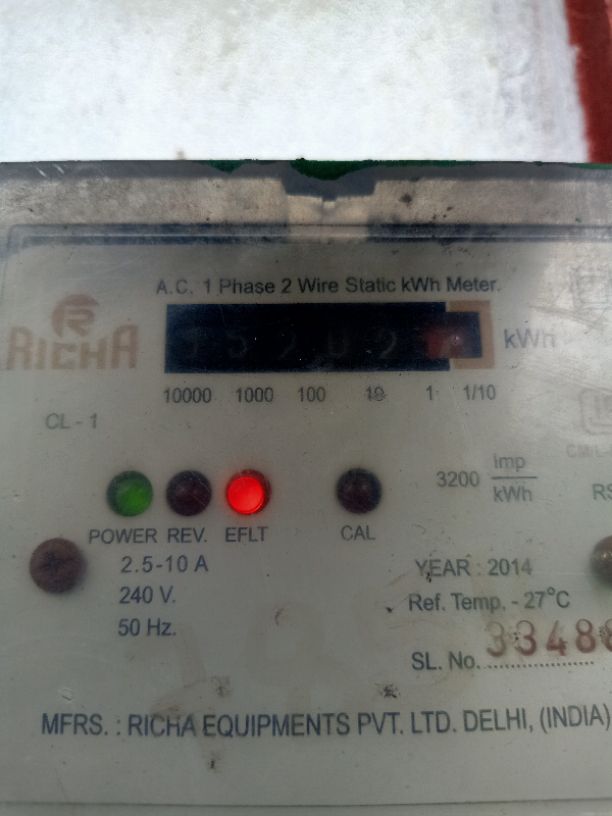 A.C. 1 Phase 2 Wire Static kWh Meter.
RICHA
kWh
10000 1000 100 10 1 1/10
CL - 1
3200 imp
kWh
POWER REV. EFLT CAL
2.5-10 A
240 V.
50 Hz.
YEAR : 2014
Ref. Temp. - 27°C
SL. No. 3348
MFRS. : RICHA EQUIPMENTS PVT. LTD. DELHI, (INDIA)